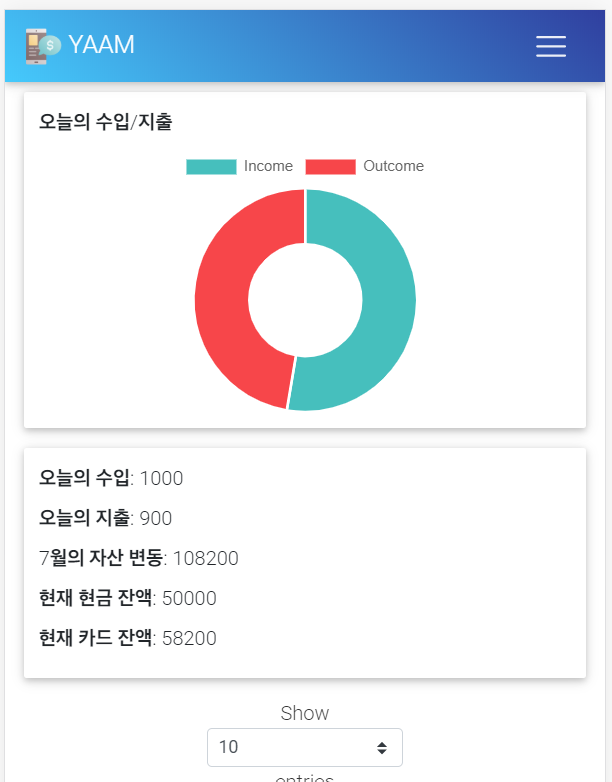 $ YAAM
오늘의 수입/지출
Income Outcome
오늘의 수입: 1000
오늘의 지출: 900
7월의 자산 변동: 108200
현재 현금 잔액: 50000
현재 카드 잔액: 58200
Show
10
entries